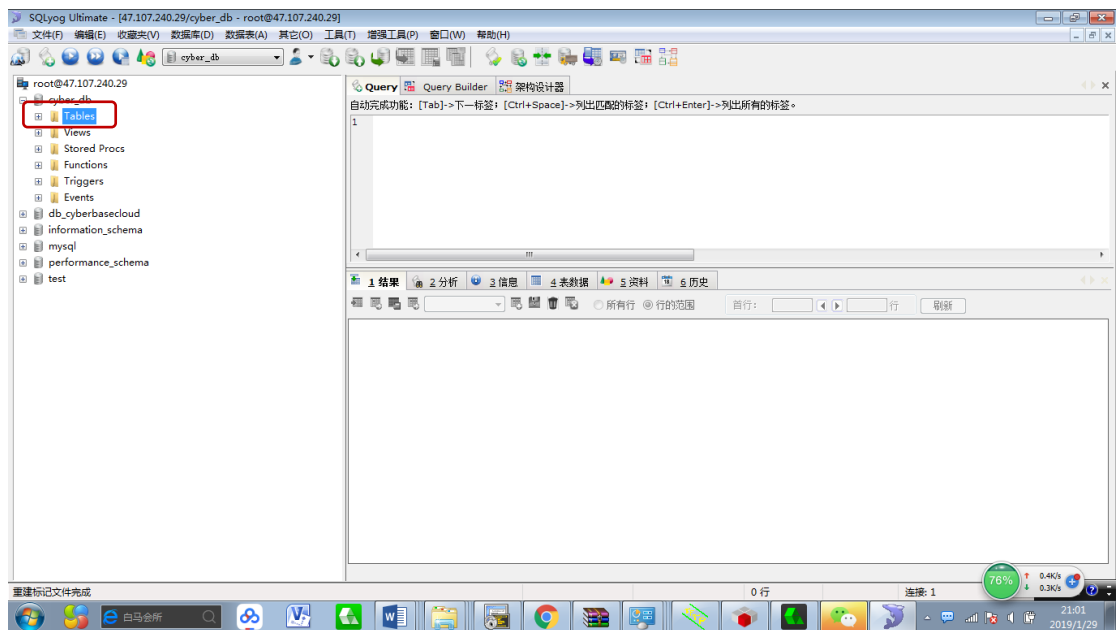 SQLyog Ultimate - [47.107.240.29/cyber_db - root@47.107.240.29]
文件(F) 编辑(E) 收藏夹(V) 数据库(D) 数据表(A) 其它(O) 工具(T) 增强工具(P) 窗口(W) 帮助(H)
cyber_db
root@47.107.240.29
cyber_db
Tables
Views
Stored Procs
Functions
Triggers
Events
db_cyberbasecloud
information_schema
mysql
performance_schema
test
Query Query Builder 架构设计器
自动完成功能: [Tab]->下一标签; [Ctrl+Space]->列出匹配的标签; [Ctrl+Enter]->列出所有的标签。
1
1 结果 2 分析 3 信息 4 表数据 5 资料 6 历史
所有行 行的范围 首行: 行 刷新
重建标记文件完成 0 行 连接: 1
76% 0.4K/s
0.3K/s
白马会所
21:01
2019/1/29